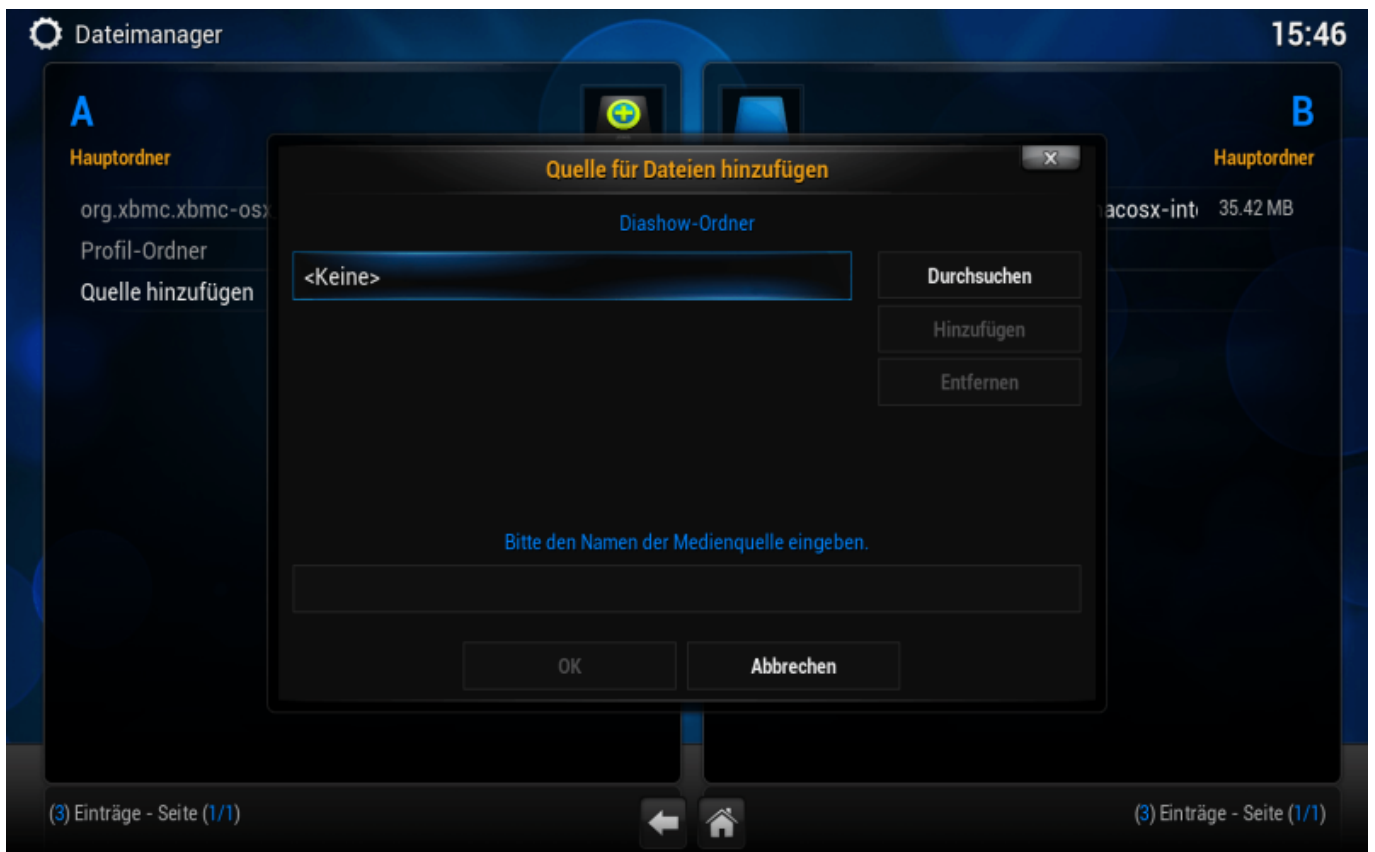 Dateimanager
15:46
A
B
Hauptordner
Hauptordner
Quelle für Dateien hinzufügen
X
org.xbmc.xbmc-osx
acosx-int
35.42 MB
Diashow-Ordner
Profil-Ordner
<Keine>
Durchsuchen
Quelle hinzufügen
Hinzufügen
Entfernen
Bitte den Namen der Medienquelle eingeben.
OK
Abbrechen
(3) Einträge - Seite (1/1)
(3) Einträge - Seite (1/1)